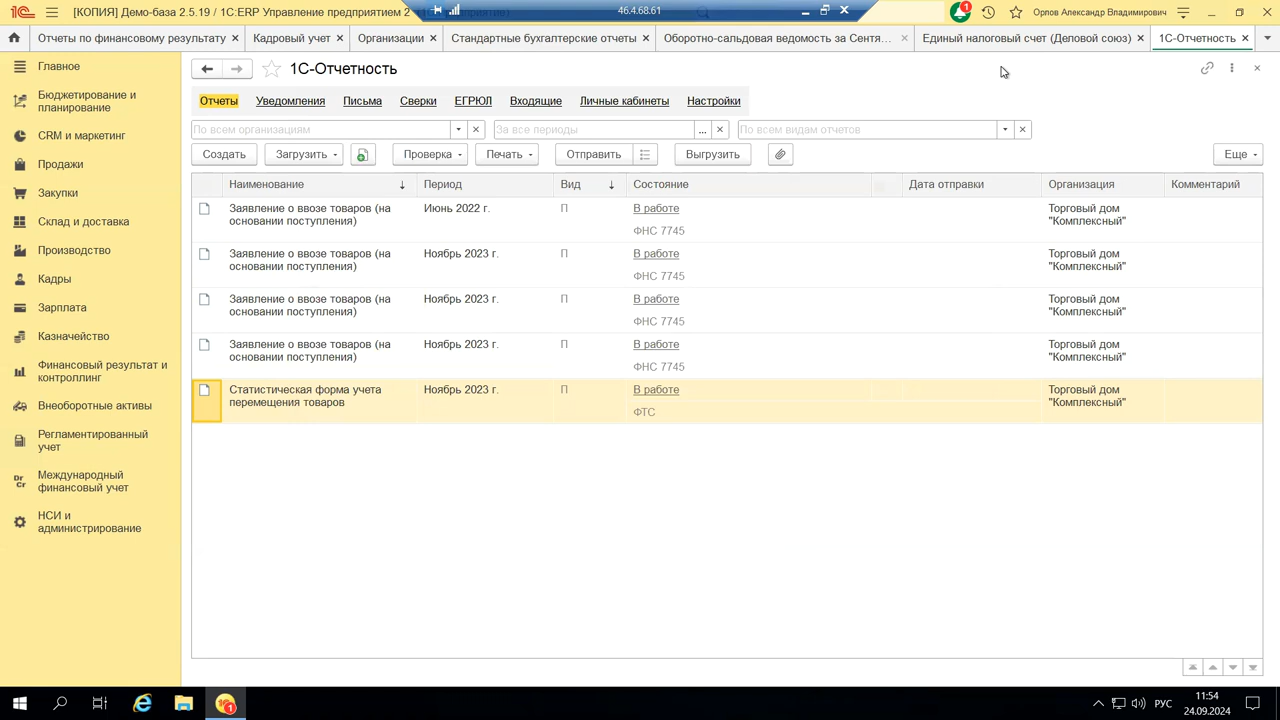 [КОПИЯ] Демо-база 2.5.19 / 1С:ERP Управление предприятием 2
46.4.68.61
1
Орлов Александр Владимирович
Отчеты по финансовому результату
Кадровый учет
Организации
Стандартные бухгалтерские отчеты
Оборотно-сальдовая ведомость за Сентя...
Единый налоговый счет (Деловой союз)
1С-Отчетность
Главное
Бюджетирование и
планирование
CRM и маркетинг
Продажи
Закупки
Склад и доставка
Производство
Кадры
Зарплата
Казначейство
Финансовый результат и
контроллинг
Внеоборотные активы
Регламентированный
учет
Dr
Cr
Международный
финансовый учет
НСИ и
администрирование
1С-Отчетность
Отчеты
Уведомления
Письма
Сверки
ЕГРЮЛ
Входящие
Личные кабинеты
Настройки
По всем организациям
За все периоды
...
По всем видам отчетов
Создать
Загрузить
Проверка
Печать
Отправить
Выгрузить
Еще
Наименование
Период
Вид
Состояние
Дата отправки
Организация
Комментарий
Заявление о ввозе товаров (на
основании поступления)
Июнь 2022 г.
П
В работе
ФНС 7745
Торговый дом
"Комплексный"
Заявление о ввозе товаров (на
основании поступления)
Ноябрь 2023 г.
П
В работе
ФНС 7745
Торговый дом
"Комплексный"
Заявление о ввозе товаров (на
основании поступления)
Ноябрь 2023 г.
П
В работе
ФНС 7745
Торговый дом
"Комплексный"
Заявление о ввозе товаров (на
основании поступления)
Ноябрь 2023 г.
П
В работе
ФНС 7745
Торговый дом
"Комплексный"
Статистическая форма учета
перемещения товаров
Ноябрь 2023 г.
П
В работе
ФТС
Торговый дом
"Комплексный"
1
РУС
11:54
24.09.2024